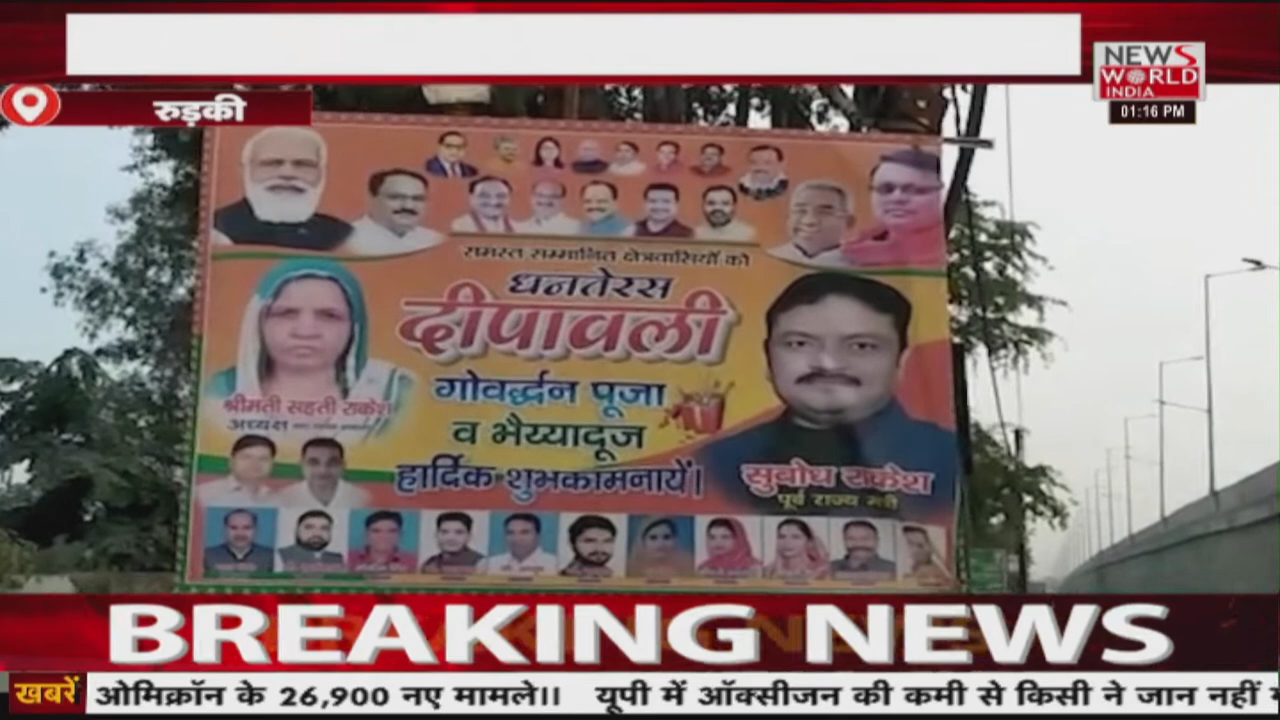 NEWS
WORLD
INDIA
01:16 PM
रुड़की
समस्त सम्मानित क्षेत्रवासियों को
धनतेरस
दीपावली
गोवर्द्धन पूजा
व भैय्यादूज
हार्दिक शुभकामनायें।
श्रीमती सहती राकेश
अध्यक्ष
सुबोध राकेश
पूर्व राज्य मंत्री
BREAKING NEWS
खबरें ओमिक्रॉन के 26,900 नए मामले।। यूपी में ऑक्सीजन की कमी से किसी ने जान नहीं